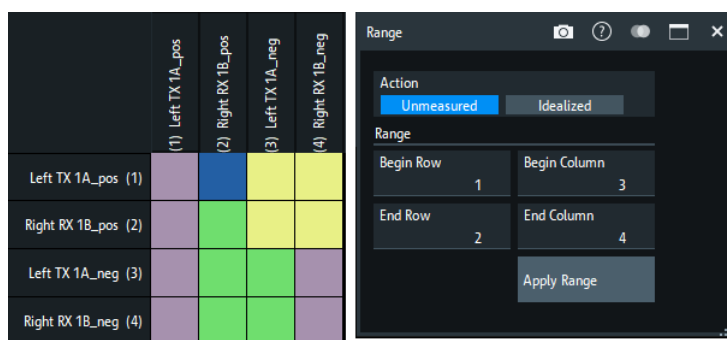 (1) Left TX 1A_pos
(2) Right RX 1B_pos
(3) Left TX 1A_neg
(4) Right RX 1B_neg
Left TX 1A_pos (1)
Right RX 1B_pos (2)
Left TX 1A_neg (3)
Right RX 1B_neg (4)
Range
Action
Unmeasured Idealized
Range
Begin Row Begin Column
1 3
End Row End Column
2 4
Apply Range